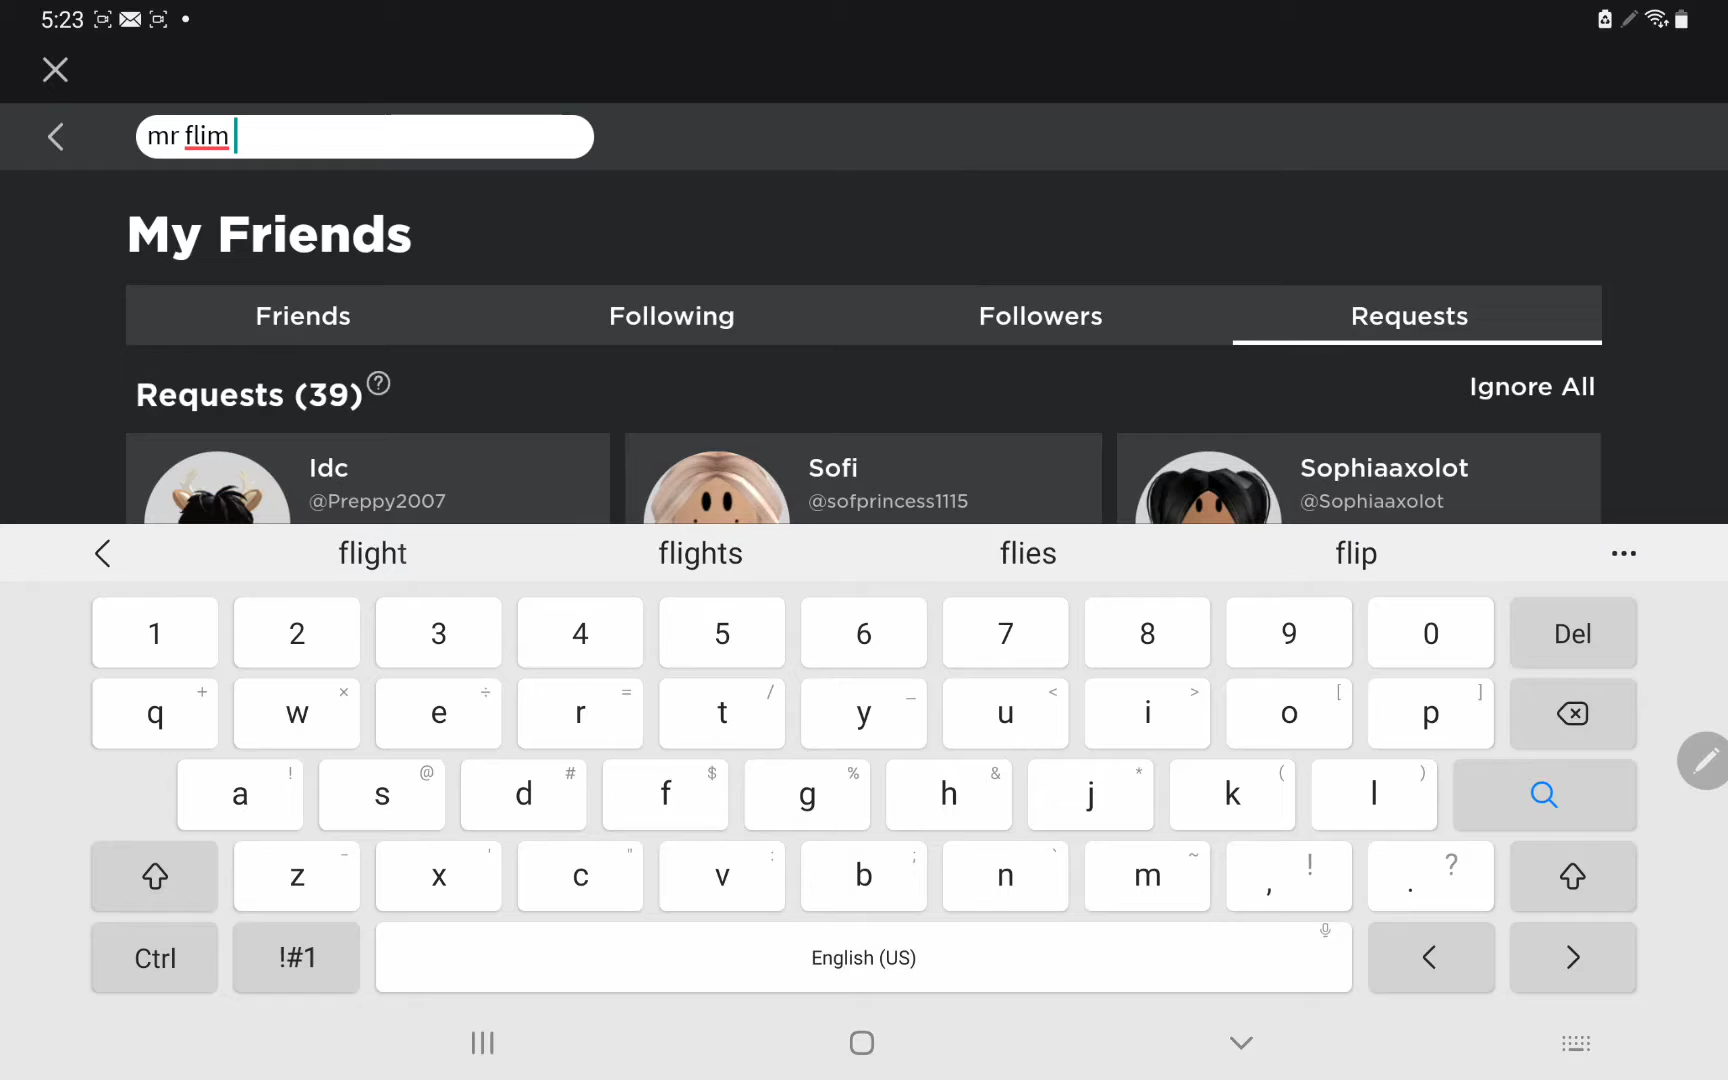 5:23
mr flim
My Friends
Friends Following Followers Requests
Requests (39) ? Ignore All
Idc Sofi Sophiaaxolot
@Preppy2007 @sofprincess1115 @Sophiaaxolot
flight flights flies flip ...
1 2 3 4 5 6 7 8 9 0 Del
+ × ÷ = / _ < > [ ]
q w e r t y u i o p
! @ # $ % & * ( )
a s d f g h j k l
- ' " : ; ` ~ ! ?
z x c v b n m , .
Ctrl !#1 English (US) < >